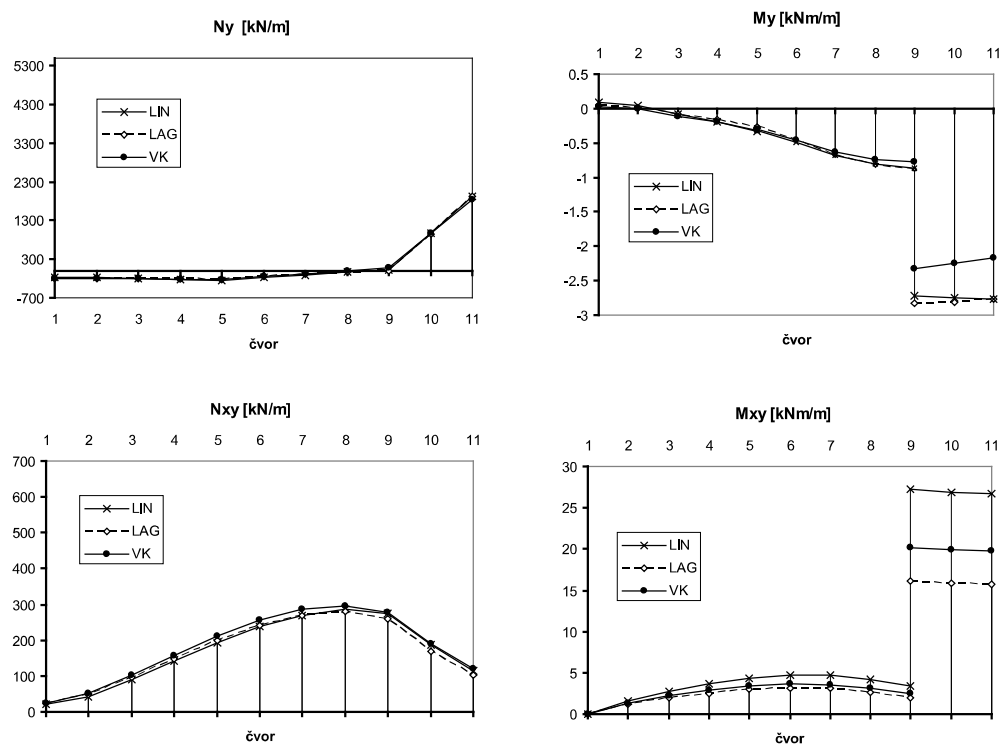 Ny [kN/m]
5300
4300
3300
2300
1300
300
-700
LIN
LAG
VK
1 2 3 4 5 6 7 8 9 10 11
čvor
My [kNm/m]
1 2 3 4 5 6 7 8 9 10 11
0.5
0
-0.5
-1
-1.5
-2
-2.5
-3
LIN
LAG
VK
čvor
Nxy [kN/m]
1 2 3 4 5 6 7 8 9 10 11
700
600
500
400
300
200
100
0
LIN
LAG
VK
čvor
Mxy [kNm/m]
1 2 3 4 5 6 7 8 9 10 11
30
25
20
15
10
5
0
LIN
LAG
VK
čvor